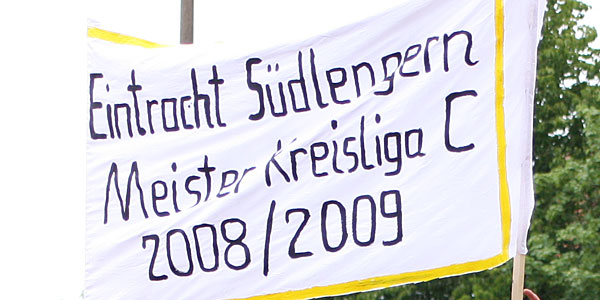 Eintracht Südlengern
Meister Kreisliga C
2008/2009